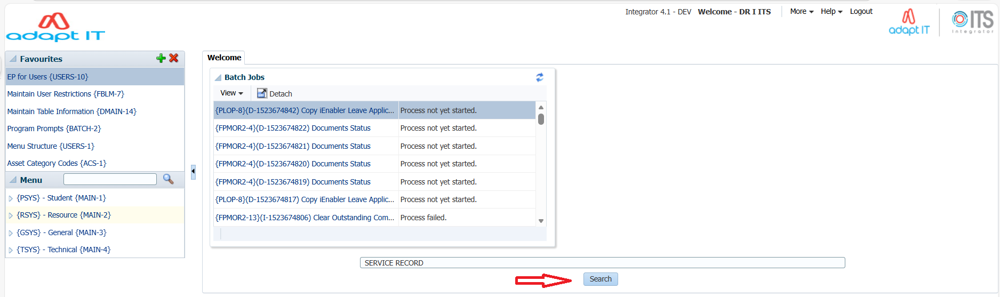 Integrator 4.1 - DEV Welcome - DR I ITS More Help Logout
adapt IT
adapt IT
ITS
Integrator
Favourites
EP for Users {USERS-10}
Maintain User Restrictions {FBLM-7}
Maintain Table Information {DMAIN-14}
Program Prompts {BATCH-2}
Menu Structure {USERS-1}
Asset Category Codes {ACS-1}
Menu
{PSYS} - Student {MAIN-1}
{RSYS} - Resource {MAIN-2}
{GSYS} - General {MAIN-3}
{TSYS} - Technical {MAIN-4}
Welcome
Batch Jobs
View Detach
{PLOP-8}(D-1523674842) Copy iEnabler Leave Applic... Process not yet started.
{FPMOR2-4}(D-1523674822) Documents Status Process not yet started.
{FPMOR2-4}(D-1523674821) Documents Status Process not yet started.
{FPMOR2-4}(D-1523674820) Documents Status Process not yet started.
{FPMOR2-4}(D-1523674819) Documents Status Process not yet started.
{PLOP-8}(D-1523674817) Copy iEnabler Leave Applic... Process not yet started.
{FPMOR2-13}(I-1523674806) Clear Outstanding Com... Process failed.
SERVICE RECORD
Search